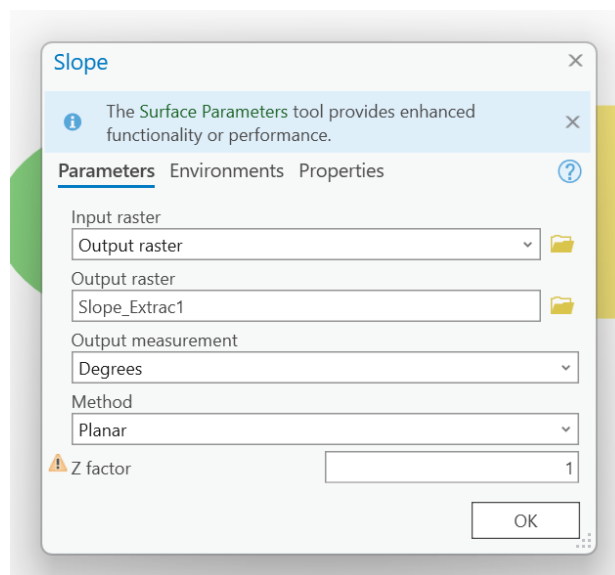 Slope
The Surface Parameters tool provides enhanced
functionality or performance.
Parameters Environments Properties
Input raster
Output raster
Output raster
Slope_Extrac1
Output measurement
Degrees
Method
Planar
Z factor 1
OK